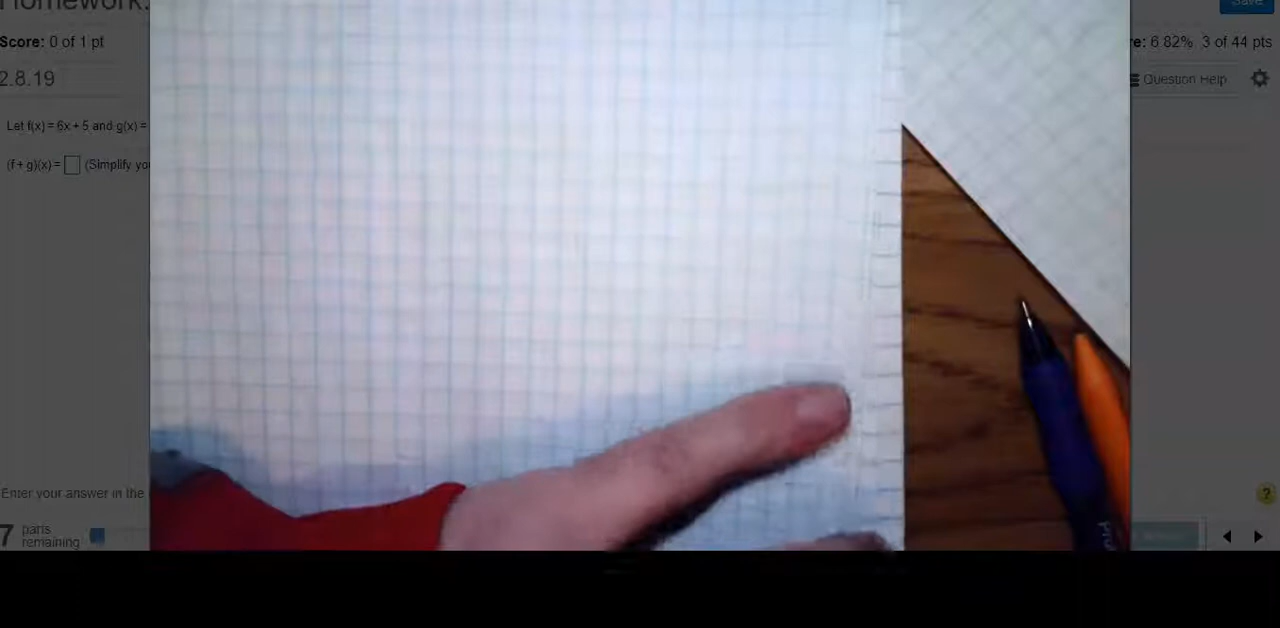 Homework:
Save
Score: 0 of 1 pt
re: 6.82% 3 of 44 pts
2.8.19
Question Help
Let f(x) = 6x + 5 and g(x) =
(f + g)(x) = (Simplify yo
Enter your answer in the
?
7 parts remaining